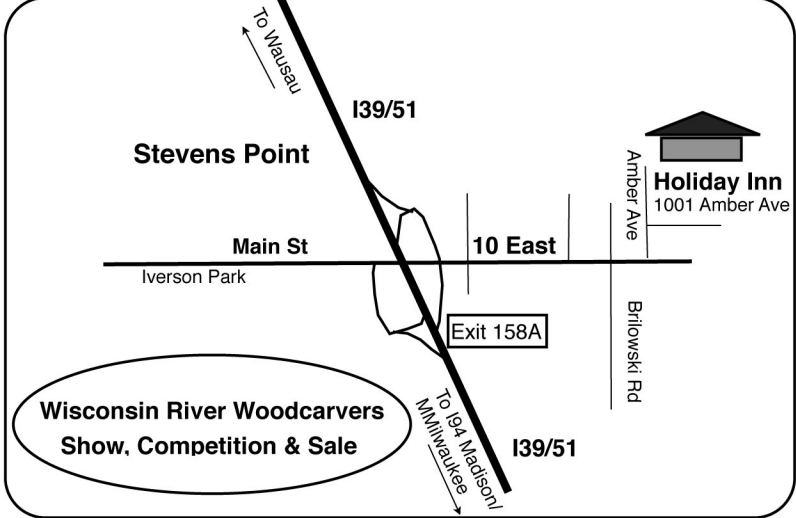 To Wausau
I39/51
Stevens Point
Amber Ave
Holiday Inn
1001 Amber Ave
Main St
10 East
Iverson Park
Exit 158A
Brilowski Rd
Wisconsin River Woodcarvers
Show, Competition & Sale
To I94 Madison/
MMilwaukee
I39/51